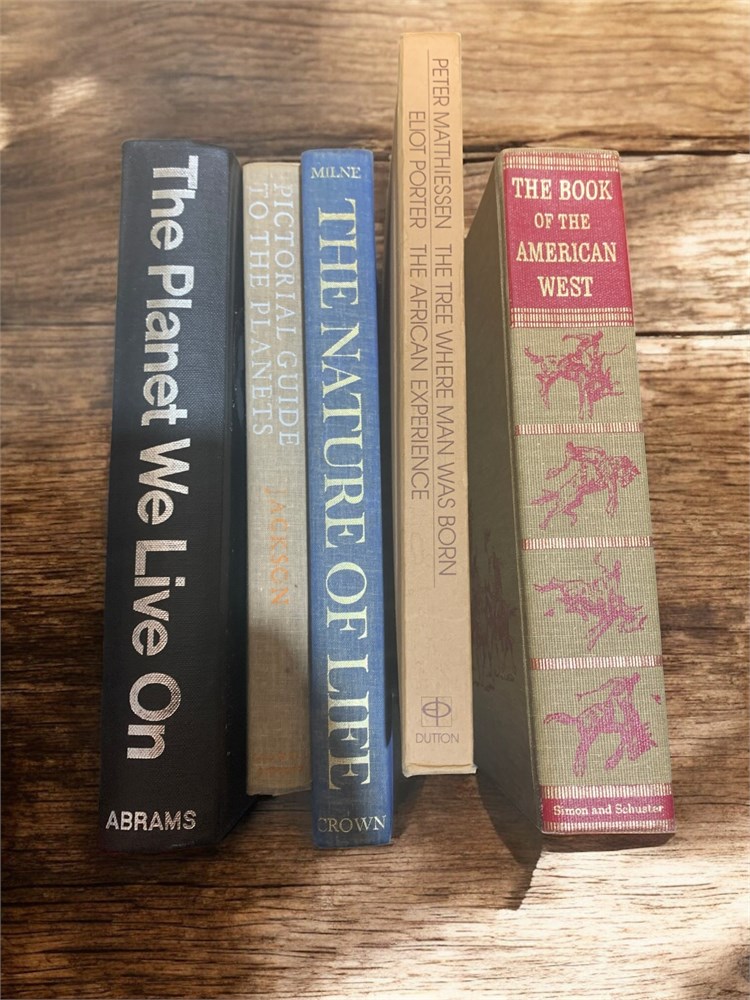 The Planet We Live On
ABRAMS
PICTORIAL GUIDE
TO THE PLANETS
JACKSON
MILNE
THE NATURE OF LIFE
CROWN
PETER MATTHIESSEN THE TREE WHERE MAN WAS BORN
ELIOT PORTER THE AFRICAN EXPERIENCE
DUTTON
THE BOOK
OF THE
AMERICAN
WEST
Simon and Schuster